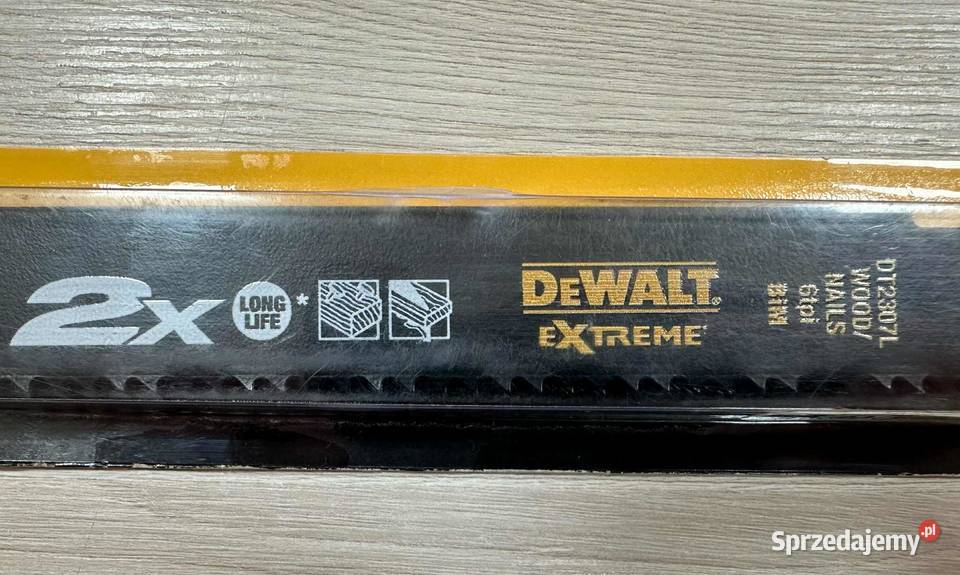 2x
LONG
LIFE
*
DEWALT®
EXTREME
DT2307L
WOOD/
NAILS
6tpi
BIM
Sprzedajemy.pl